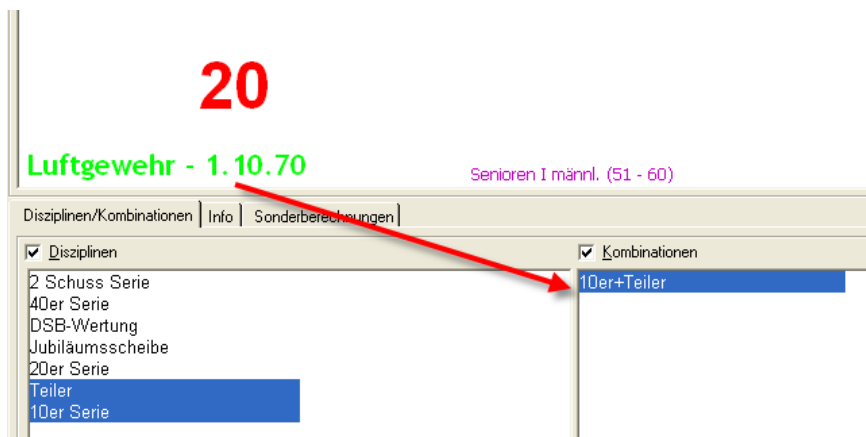 20
Luftgewehr - 1.10.70
Senioren I männl. (51 - 60)
Disziplinen/Kombinationen Info Sonderberechnungen
Disziplinen
Kombinationen
2 Schuss Serie
40er Serie
DSB-Wertung
Jubiläumsscheibe
20er Serie
Teiler
10er Serie
10er+Teiler